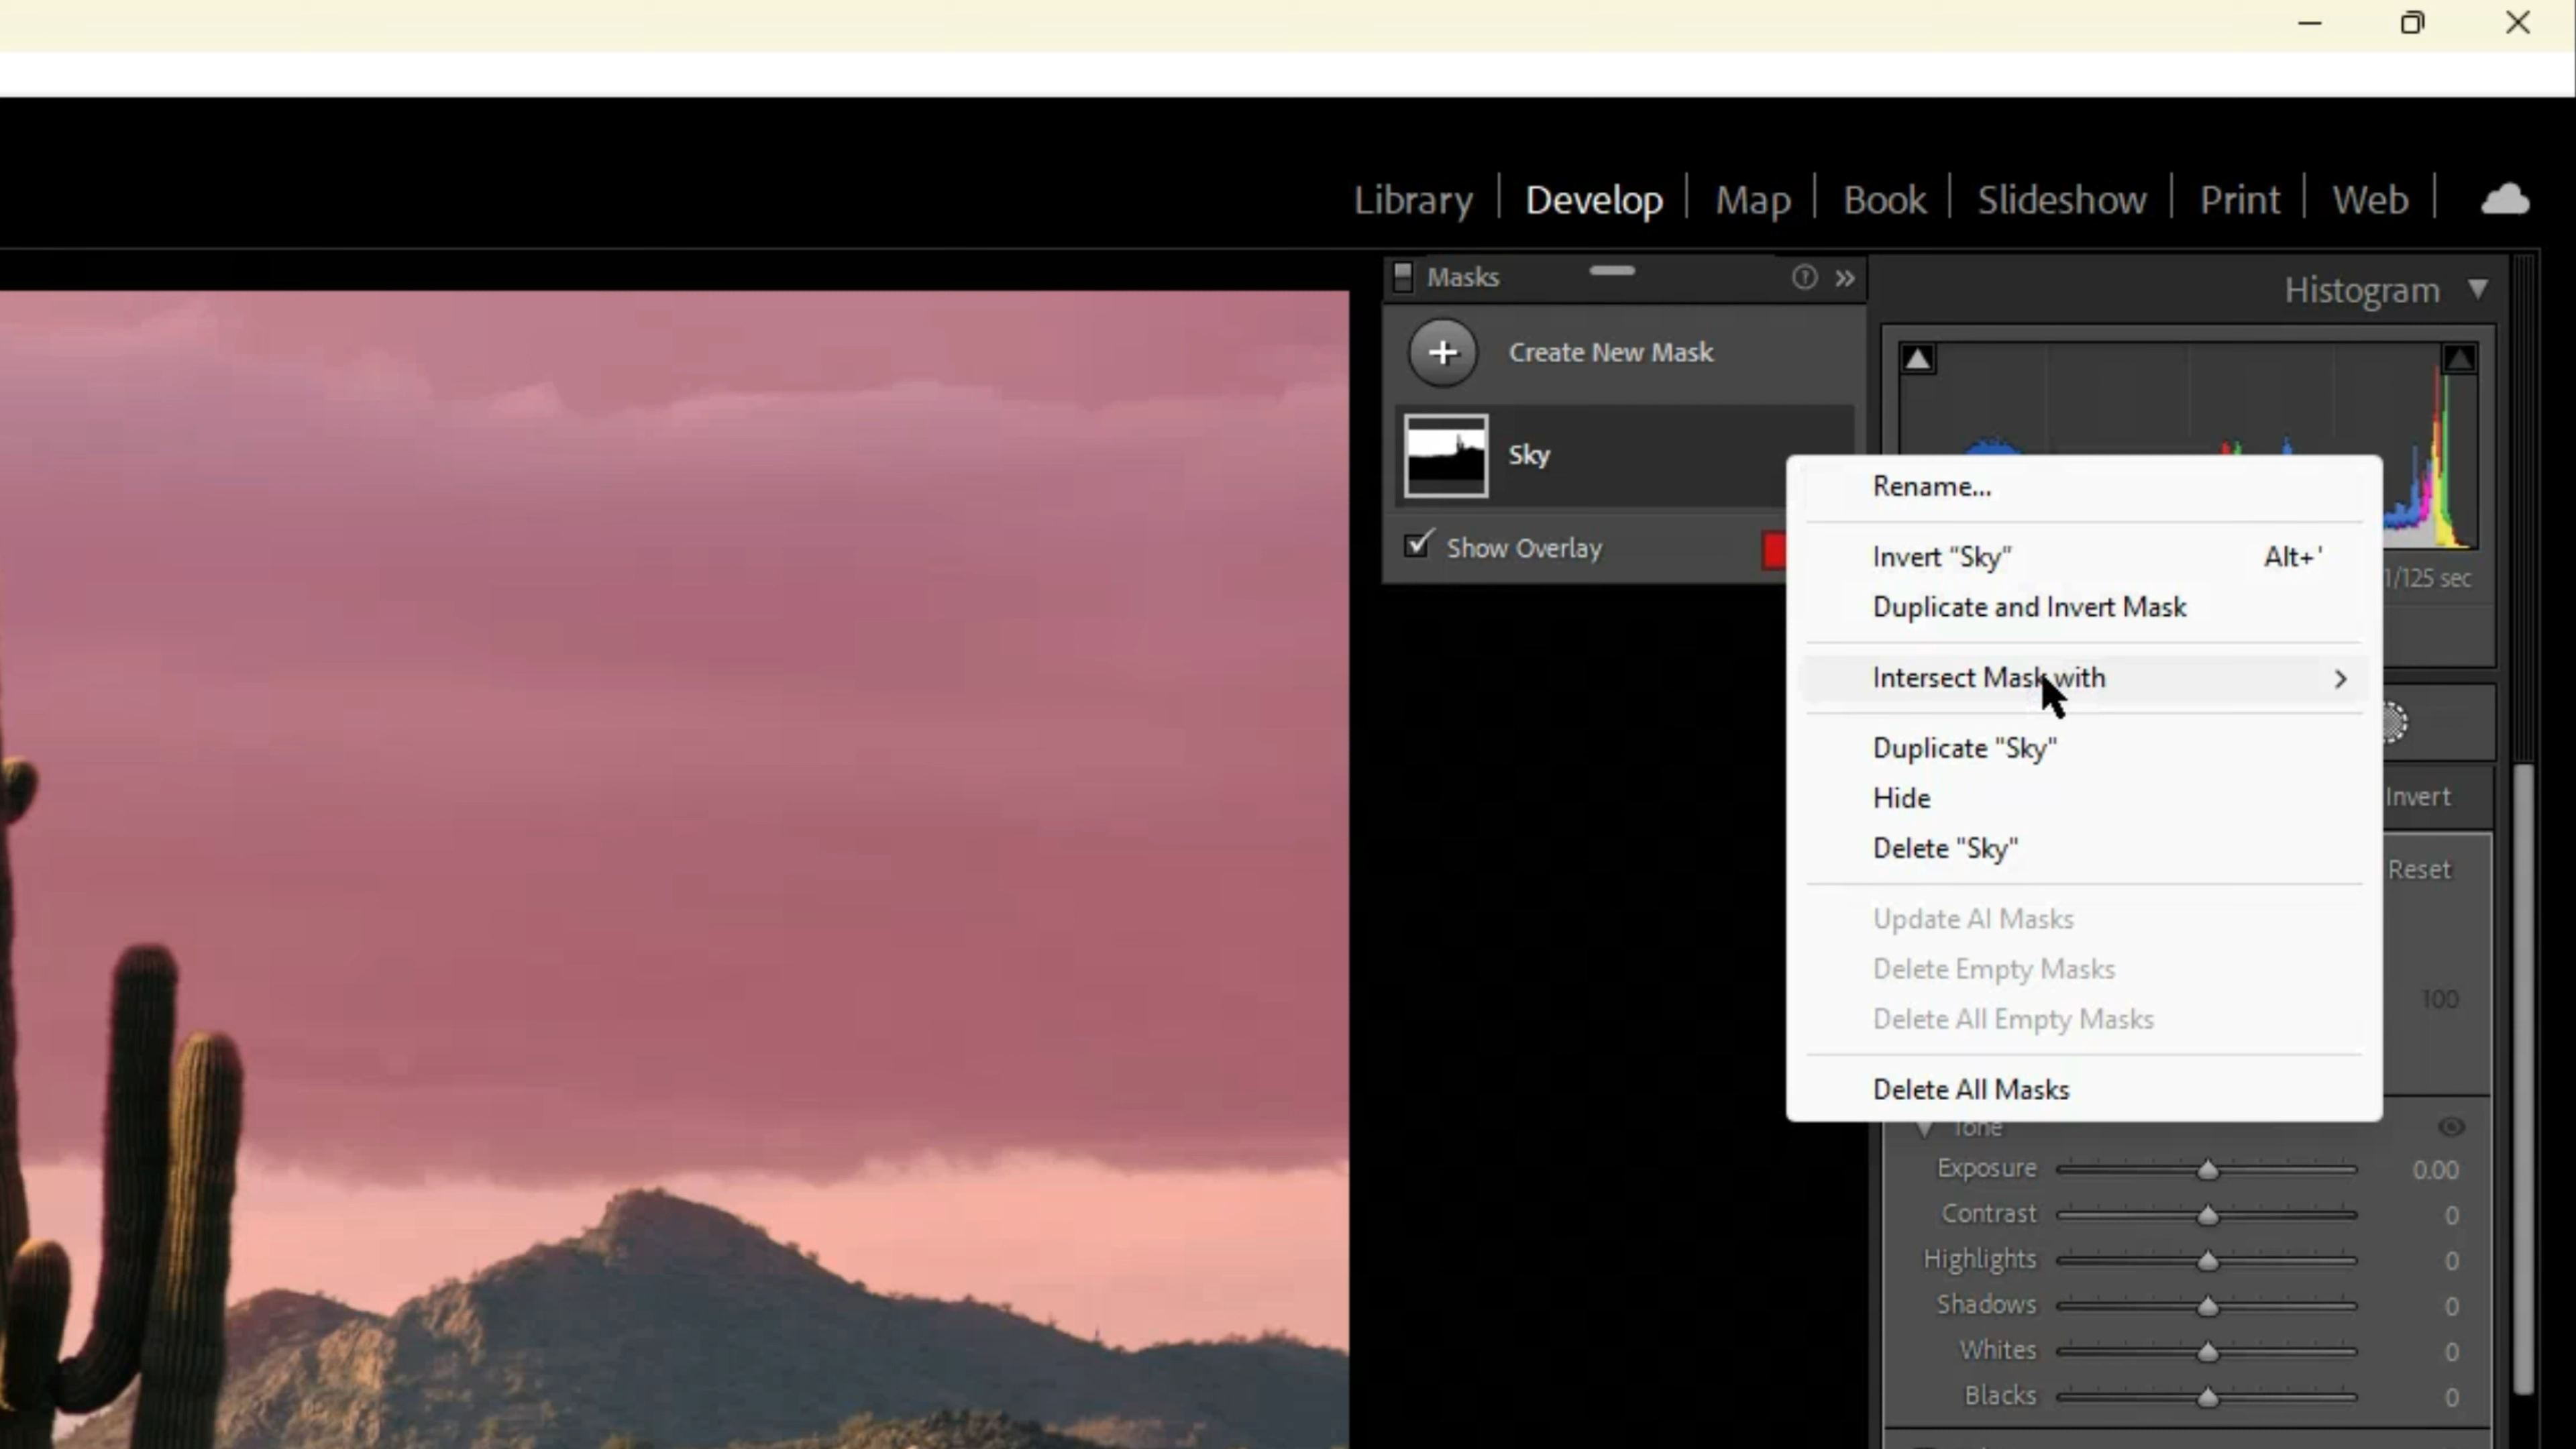 Library | Develop | Map | Book | Slideshow | Print | Web |
Masks
Histogram
Create New Mask
Sky
Show Overlay
Rename...
Invert "Sky" Alt+'
Duplicate and Invert Mask
Intersect Mask with
Duplicate "Sky"
Hide
Delete "Sky"
Update AI Masks
Delete Empty Masks
Delete All Empty Masks
Delete All Masks
1/125 sec
Invert
Reset
100
Tone
Exposure 0.00
Contrast 0
Highlights 0
Shadows 0
Whites 0
Blacks 0